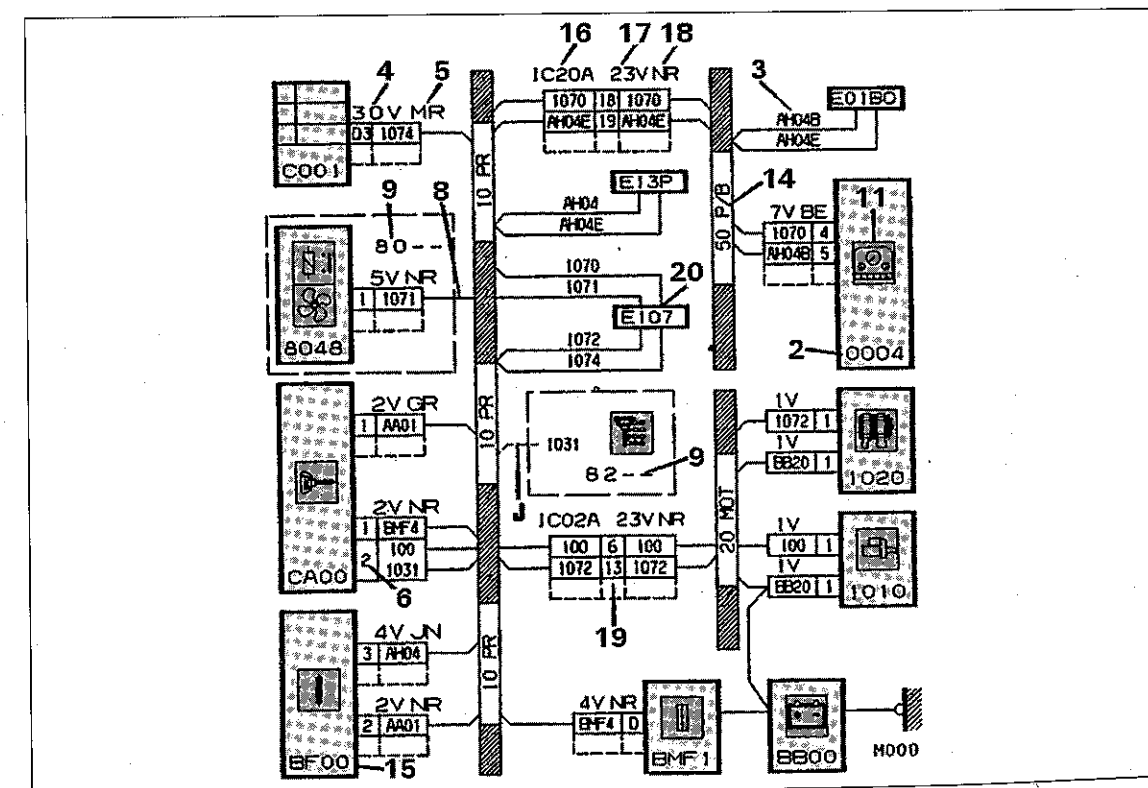 16 17 18
4 5
1C20A 23V NR
3
30V MR
1070 18 1070
AH04E 19 AH04E
E01B0
AH04B
AH04E
D3 1074
C001
10 PR
E13P
50 P/B
14
11
9 8
AH04
AH04E
7V BE
1070 4
AH04B 5
80--
1070
1071
20
5V NR
1 1071
E107
8048
1072
1074
2
0004
2V GR
1 AA01
10 PR
1031
82--
9
1V
1072 1
1V
BB20 1
1020
2V NR
1 BMF4
100
2 1031
CA00
6
1C02A 23V NR
100 6 100
1072 13 1072
19
20 MOT
1V
100 1
1V
BB20 1
1010
4V JN
3 AH04
10 PR
2V NR
2 AA01
BF00
15
4V NR
BMF4 D
BMF1
BB00
M000